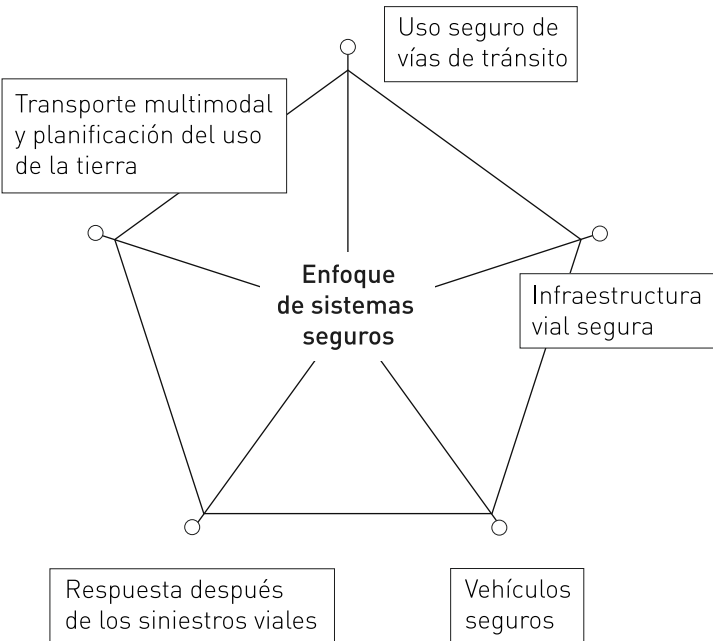 Uso seguro de
vías de tránsito
Transporte multimodal
y planificación del uso
de la tierra
Enfoque
de sistemas
seguros
Infraestructura
vial segura
Respuesta después
de los siniestros viales
Vehículos
seguros